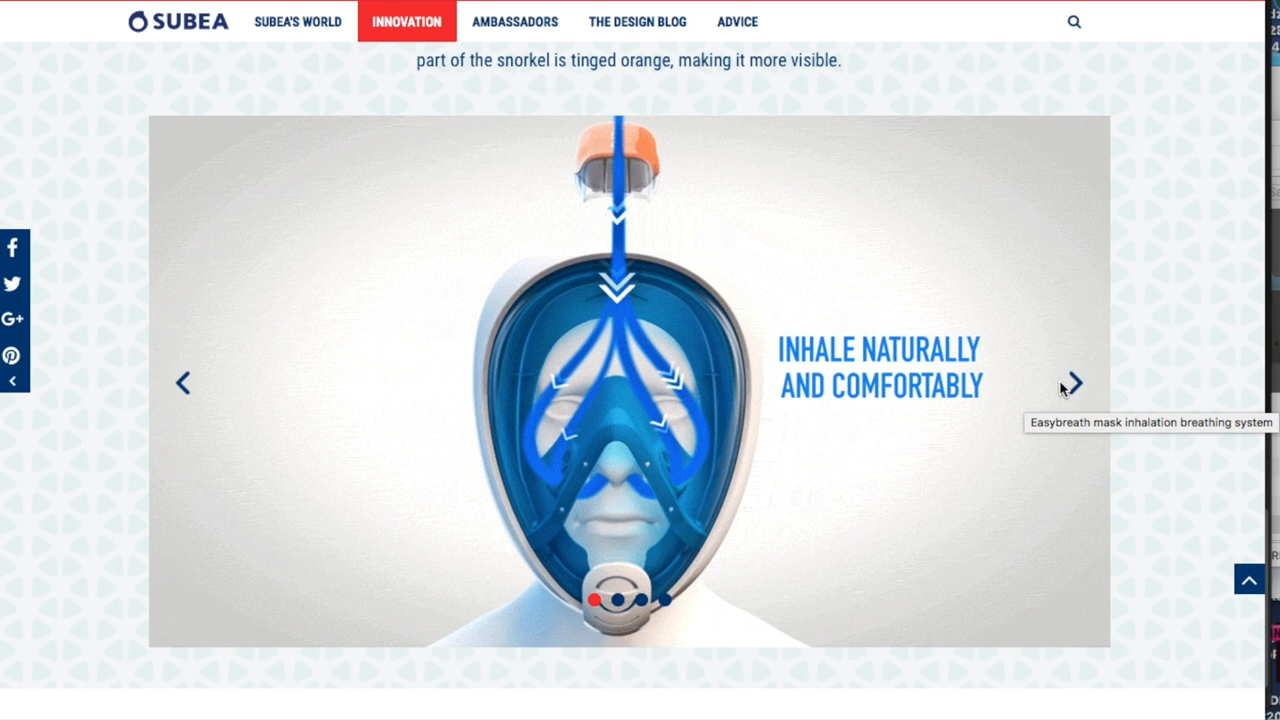 SUBEA
SUBEA'S WORLD
INNOVATION
AMBASSADORS
THE DESIGN BLOG
ADVICE
part of the snorkel is tinged orange, making it more visible.
INHALE NATURALLY
AND COMFORTABLY
Easybreath mask inhalation breathing system